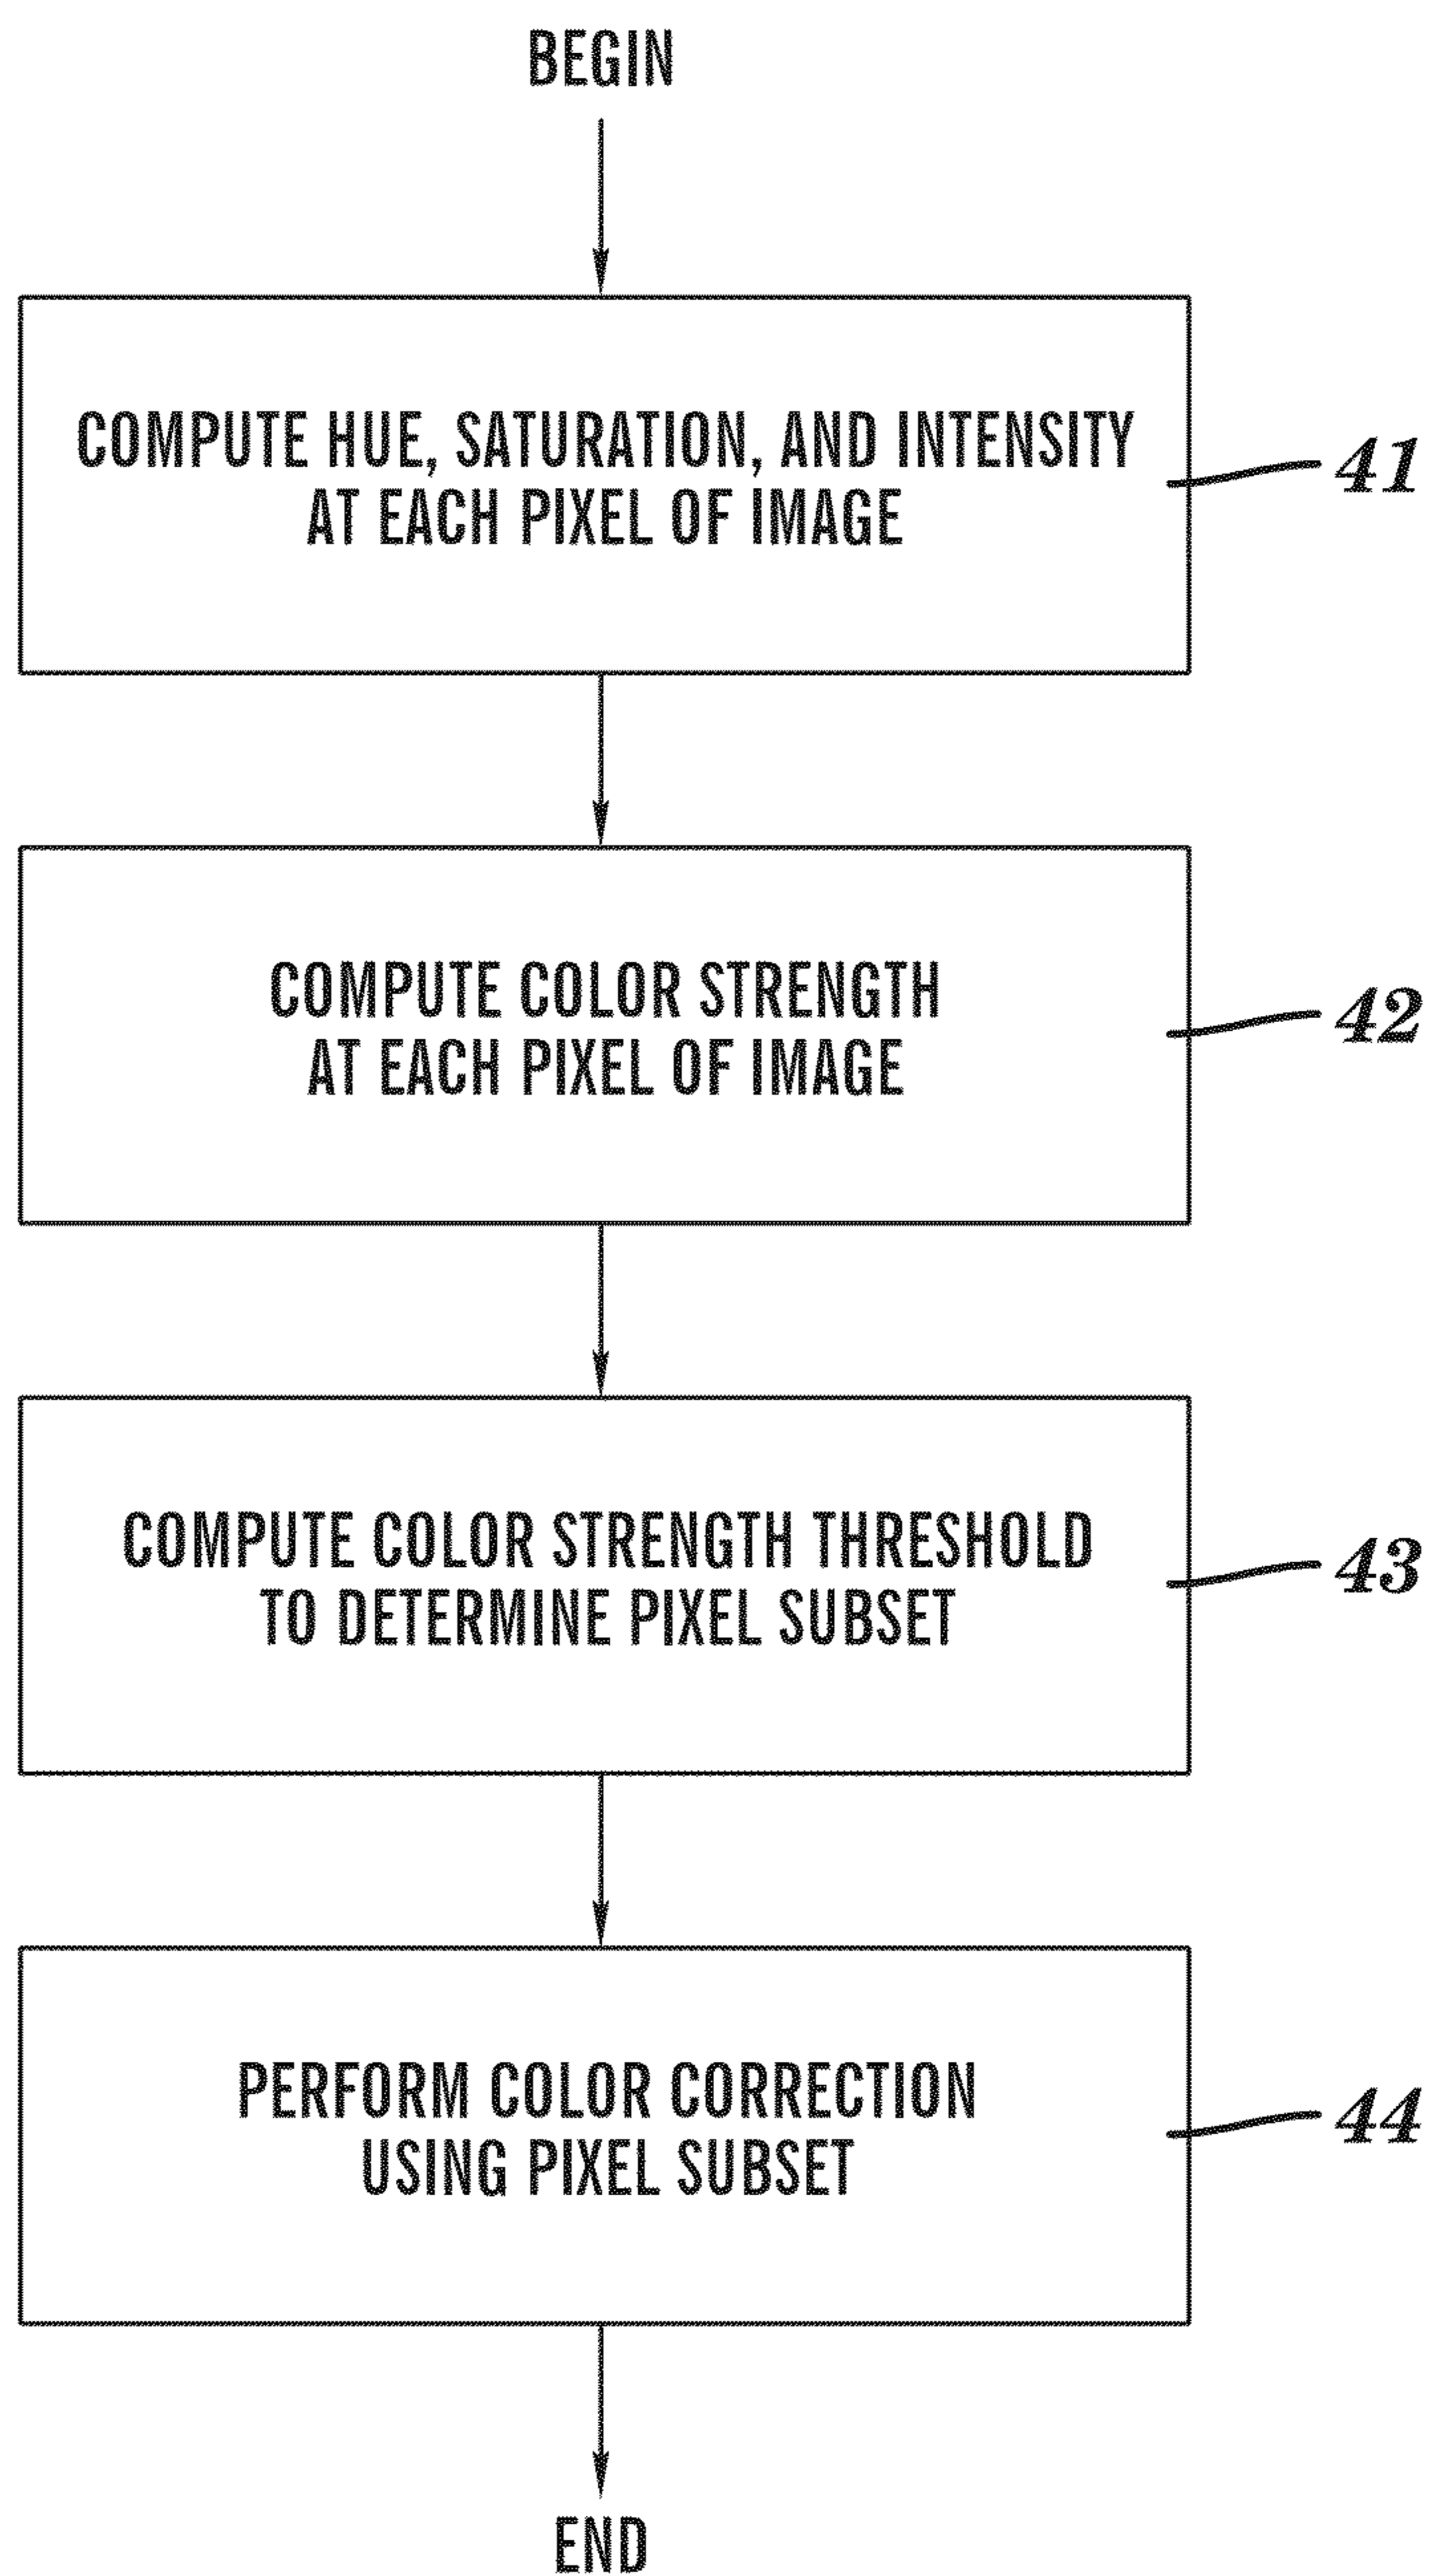 BEGIN
COMPUTE HUE, SATURATION, AND INTENSITY
AT EACH PIXEL OF IMAGE
41
COMPUTE COLOR STRENGTH
AT EACH PIXEL OF IMAGE
42
COMPUTE COLOR STRENGTH THRESHOLD
TO DETERMINE PIXEL SUBSET
43
PERFORM COLOR CORRECTION
USING PIXEL SUBSET
44
END